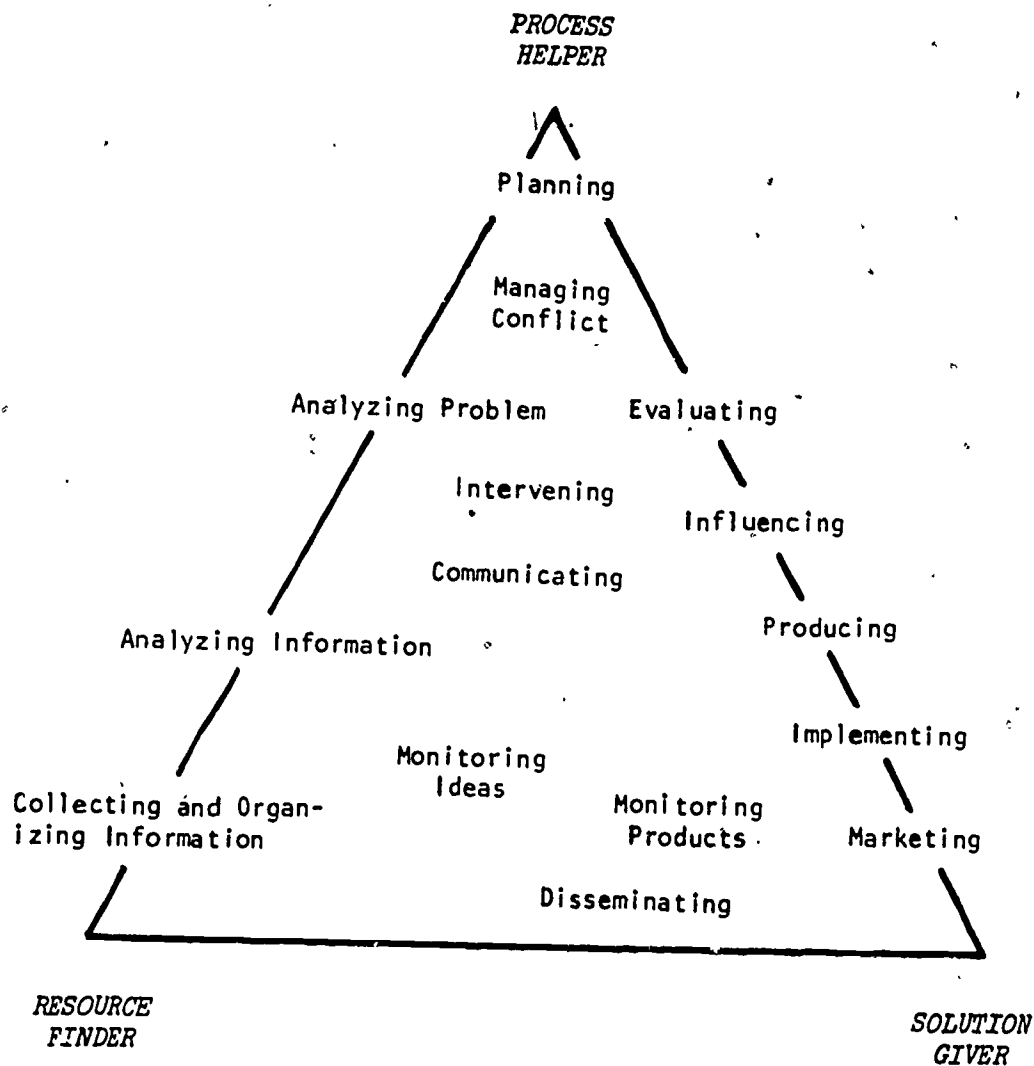 PROCESS
HELPER
Planning
Managing
Conflict
Analyzing Problem
Evaluating
Intervening
Influencing
Communicating
Producing
Analyzing Information
Implementing
Monitoring
Ideas
Collecting and Organ-
izing Information
Monitoring
Products
Marketing
Disseminating
RESOURCE
FINDER
SOLUTION
GIVER